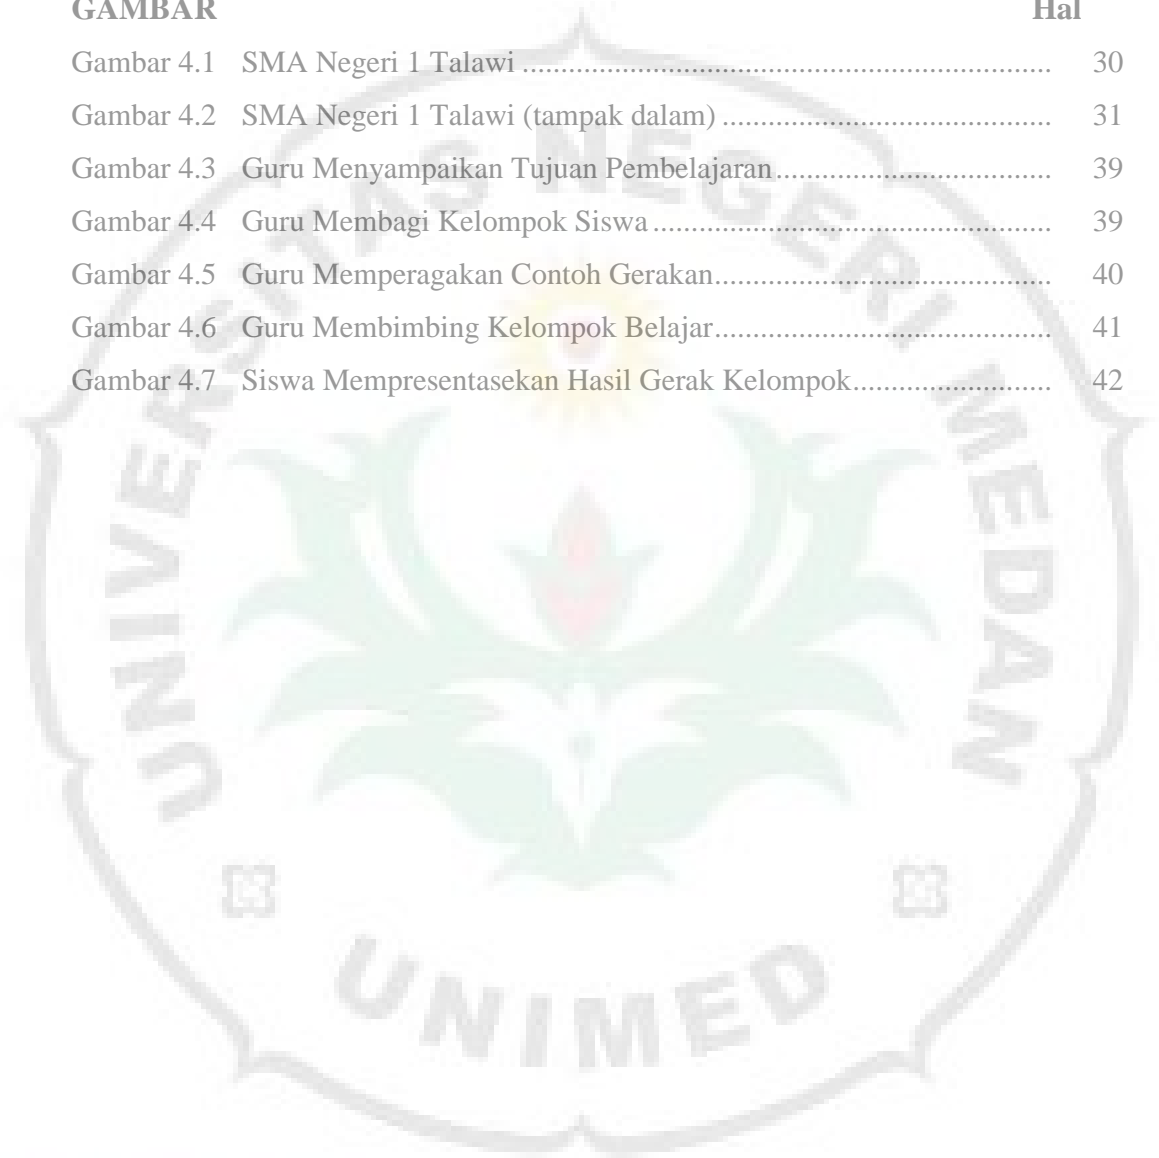 GAMBAR Hal
Gambar 4.1 SMA Negeri 1 Talawi ..................................................................... 30
Gambar 4.2 SMA Negeri 1 Talawi (tampak dalam) ........................................... 31
Gambar 4.3 Guru Menyampaikan Tujuan Pembelajaran.................................... 39
Gambar 4.4 Guru Membagi Kelompok Siswa .................................................... 39
Gambar 4.5 Guru Memperagakan Contoh Gerakan............................................ 40
Gambar 4.6 Guru Membimbing Kelompok Belajar............................................ 41
Gambar 4.7 Siswa Mempresentasekan Hasil Gerak Kelompok.......................... 42
UNIVERSITAS NEGERI MEDAN
UNIMED